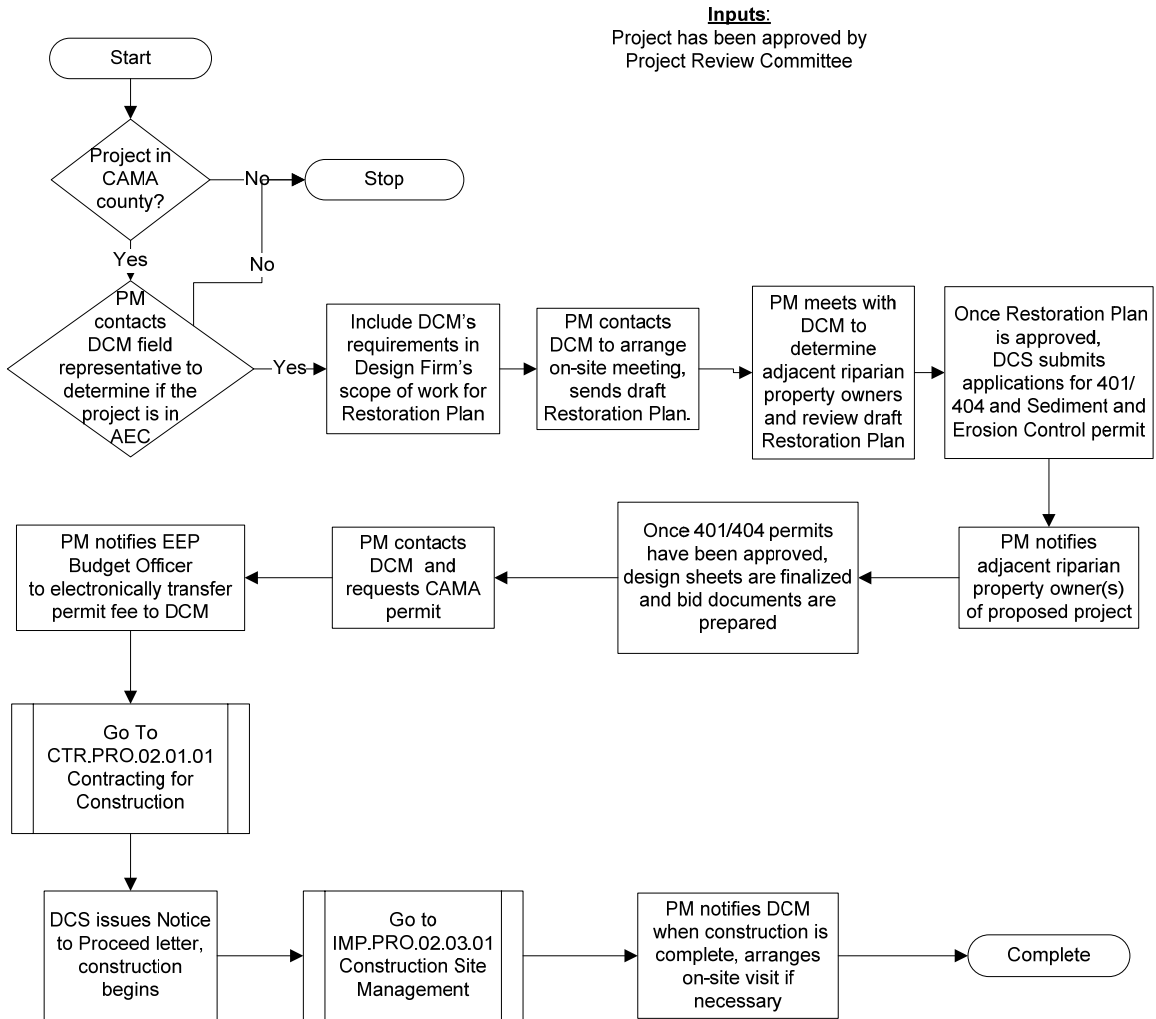 Inputs:
Project has been approved by
Project Review Committee
Start
Project in
CAMA
county?
No
Stop
Yes
No
PM
contacts
DCM field
representative to
determine if the
project is in
AEC
Yes
Include DCM's
requirements in
Design Firm's
scope of work for
Restoration Plan
PM contacts
DCM to arrange
on-site meeting,
sends draft
Restoration Plan.
PM meets with
DCM to
determine
adjacent riparian
property owners
and review draft
Restoration Plan
Once Restoration Plan
is approved,
DCS submits
applications for 401/
404 and Sediment and
Erosion Control permit
PM notifies
adjacent riparian
property owner(s)
of proposed project
Once 401/404 permits
have been approved,
design sheets are finalized
and bid documents are
prepared
PM contacts
DCM and
requests CAMA
permit
PM notifies EEP
Budget Officer
to electronically transfer
permit fee to DCM
Go To
CTR.PRO.02.01.01
Contracting for
Construction
DCS issues Notice
to Proceed letter,
construction
begins
Go to
IMP.PRO.02.03.01
Construction Site
Management
PM notifies DCM
when construction is
complete, arranges
on-site visit if
necessary
Complete